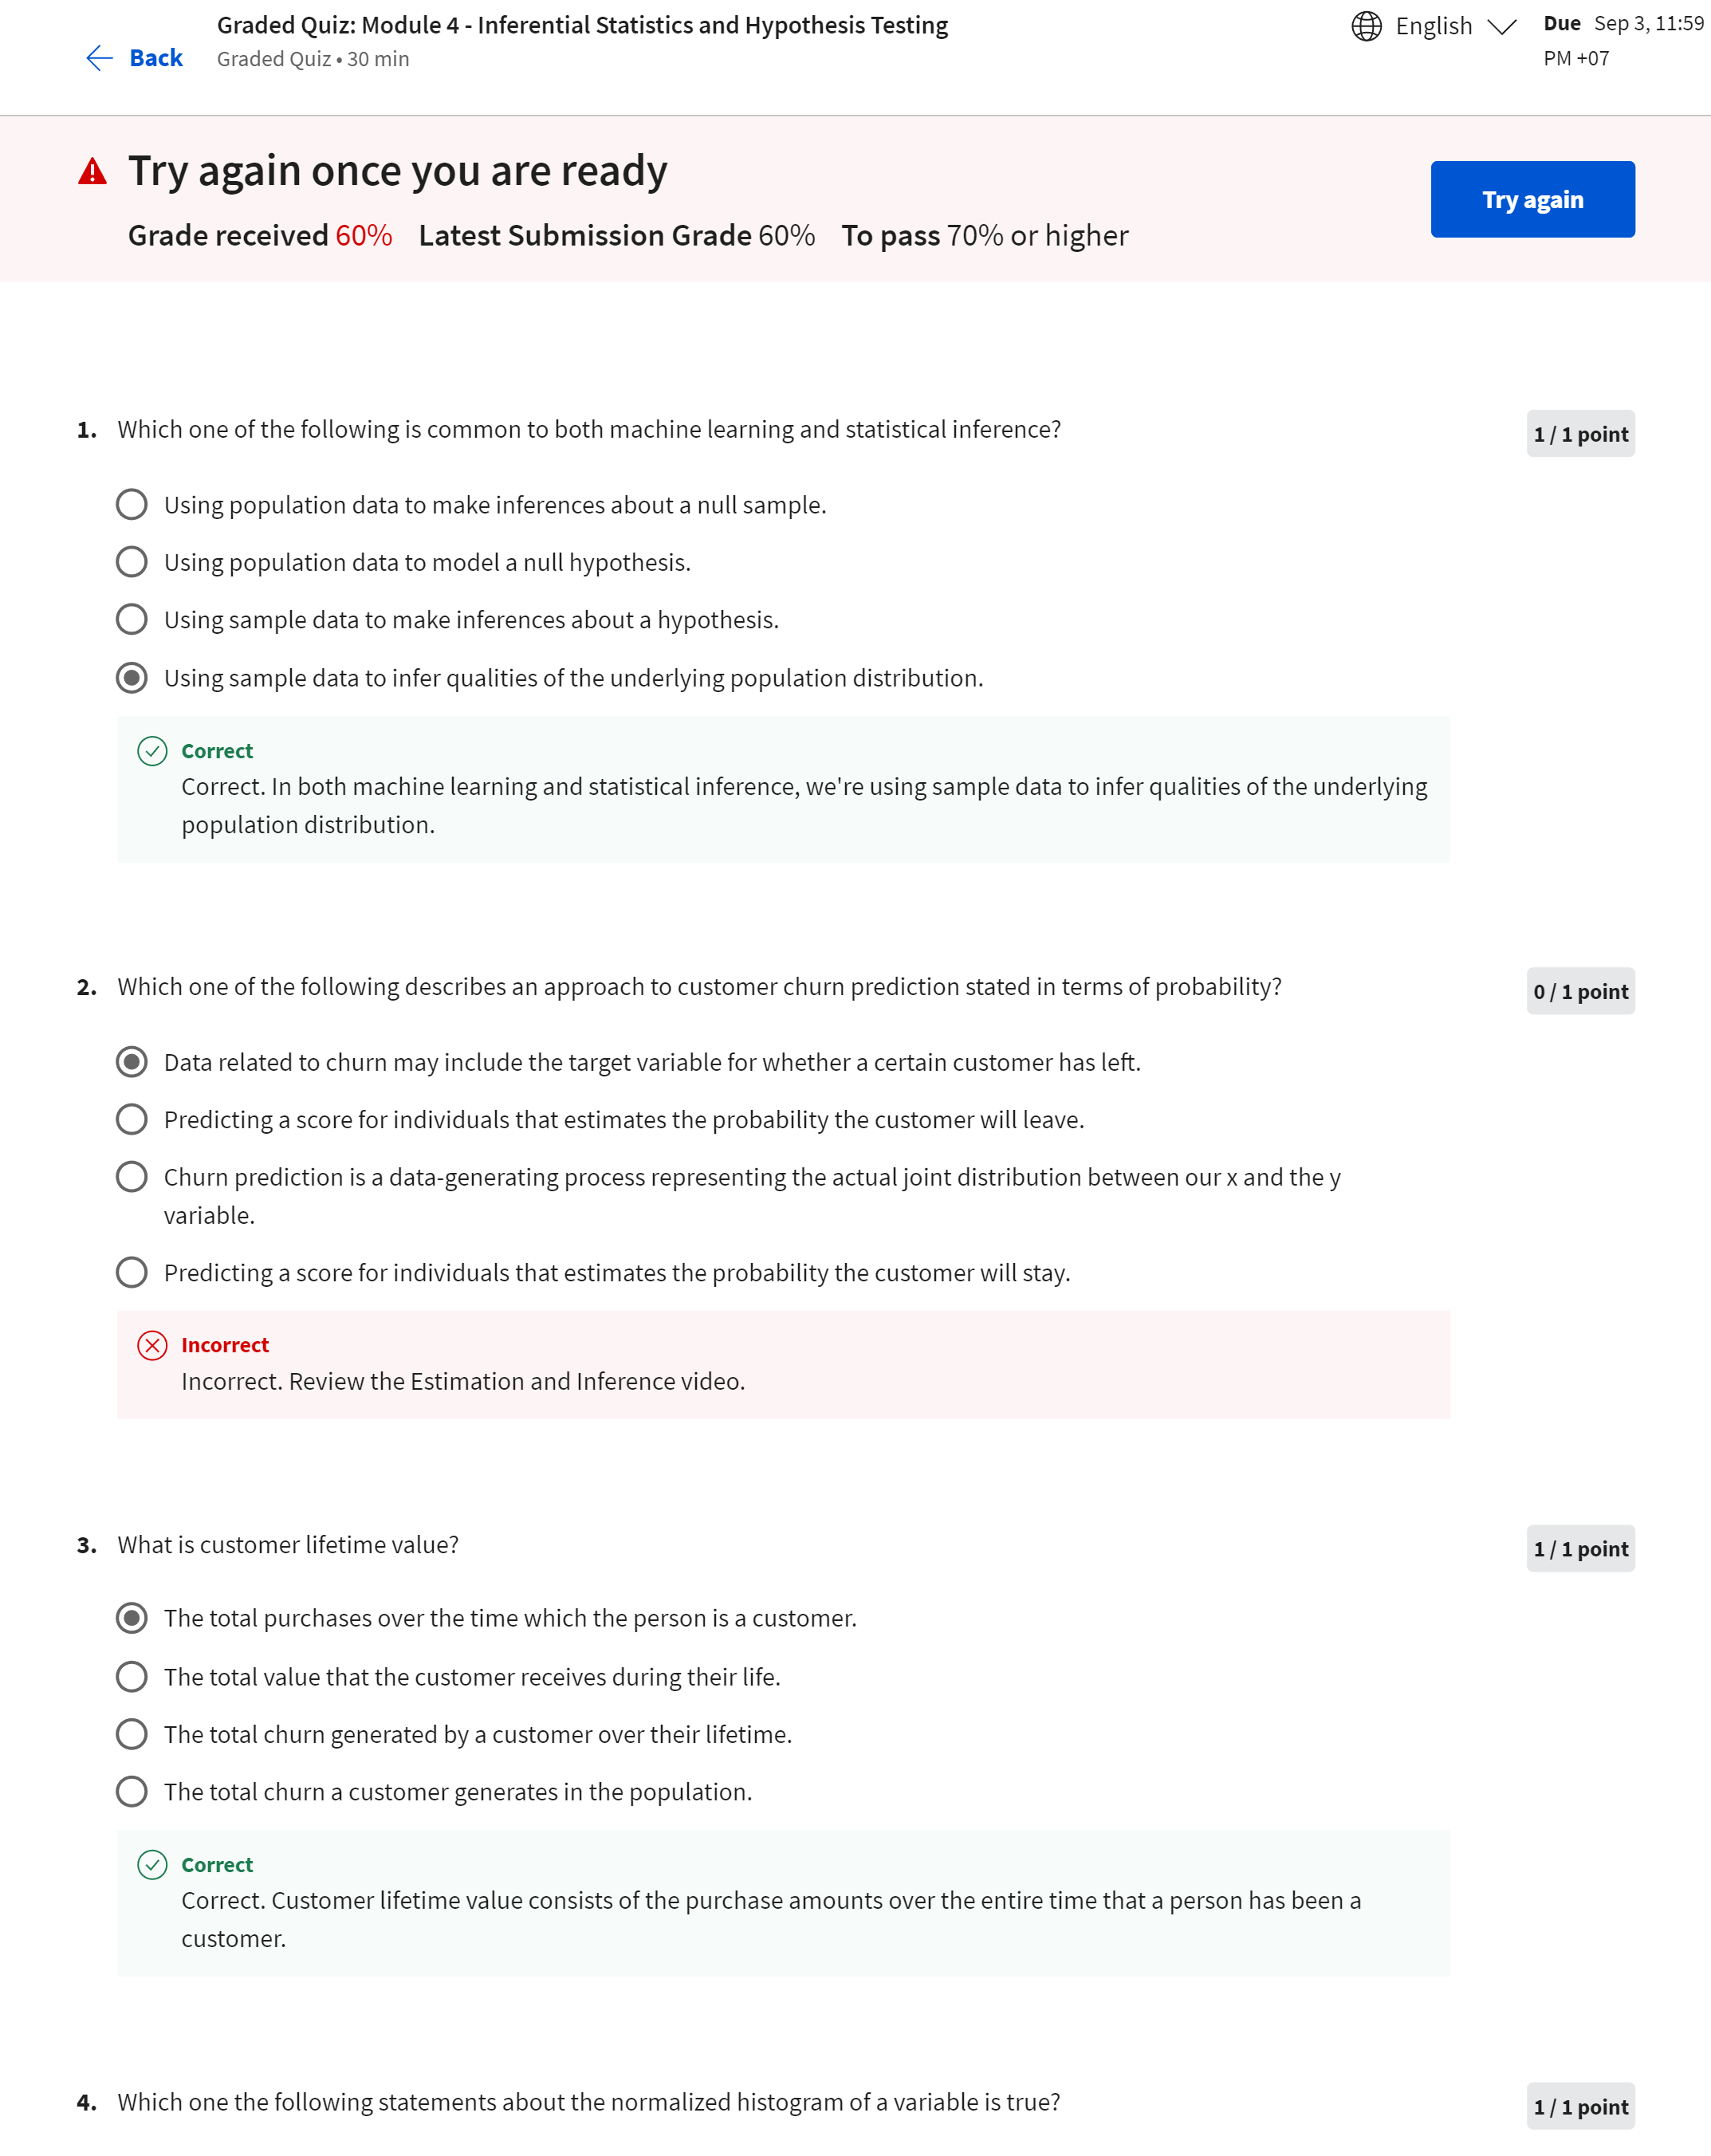 Graded Quiz: Module 4 - Inferential Statistics and Hypothesis Testing
Graded Quiz • 30 min
Back
English
Due Sep 3, 11:59
PM +07
Try again once you are ready
Grade received 60% Latest Submission Grade 60% To pass 70% or higher
Try again
1. Which one of the following is common to both machine learning and statistical inference?
1 / 1 point
Using population data to make inferences about a null sample.
Using population data to model a null hypothesis.
Using sample data to make inferences about a hypothesis.
Using sample data to infer qualities of the underlying population distribution.
Correct
Correct. In both machine learning and statistical inference, we're using sample data to infer qualities of the underlying
population distribution.
2. Which one of the following describes an approach to customer churn prediction stated in terms of probability?
0 / 1 point
Data related to churn may include the target variable for whether a certain customer has left.
Predicting a score for individuals that estimates the probability the customer will leave.
Churn prediction is a data-generating process representing the actual joint distribution between our x and the y
variable.
Predicting a score for individuals that estimates the probability the customer will stay.
Incorrect
Incorrect. Review the Estimation and Inference video.
3. What is customer lifetime value?
1 / 1 point
The total purchases over the time which the person is a customer.
The total value that the customer receives during their life.
The total churn generated by a customer over their lifetime.
The total churn a customer generates in the population.
Correct
Correct. Customer lifetime value consists of the purchase amounts over the entire time that a person has been a
customer.
4. Which one the following statements about the normalized histogram of a variable is true?
1 / 1 point